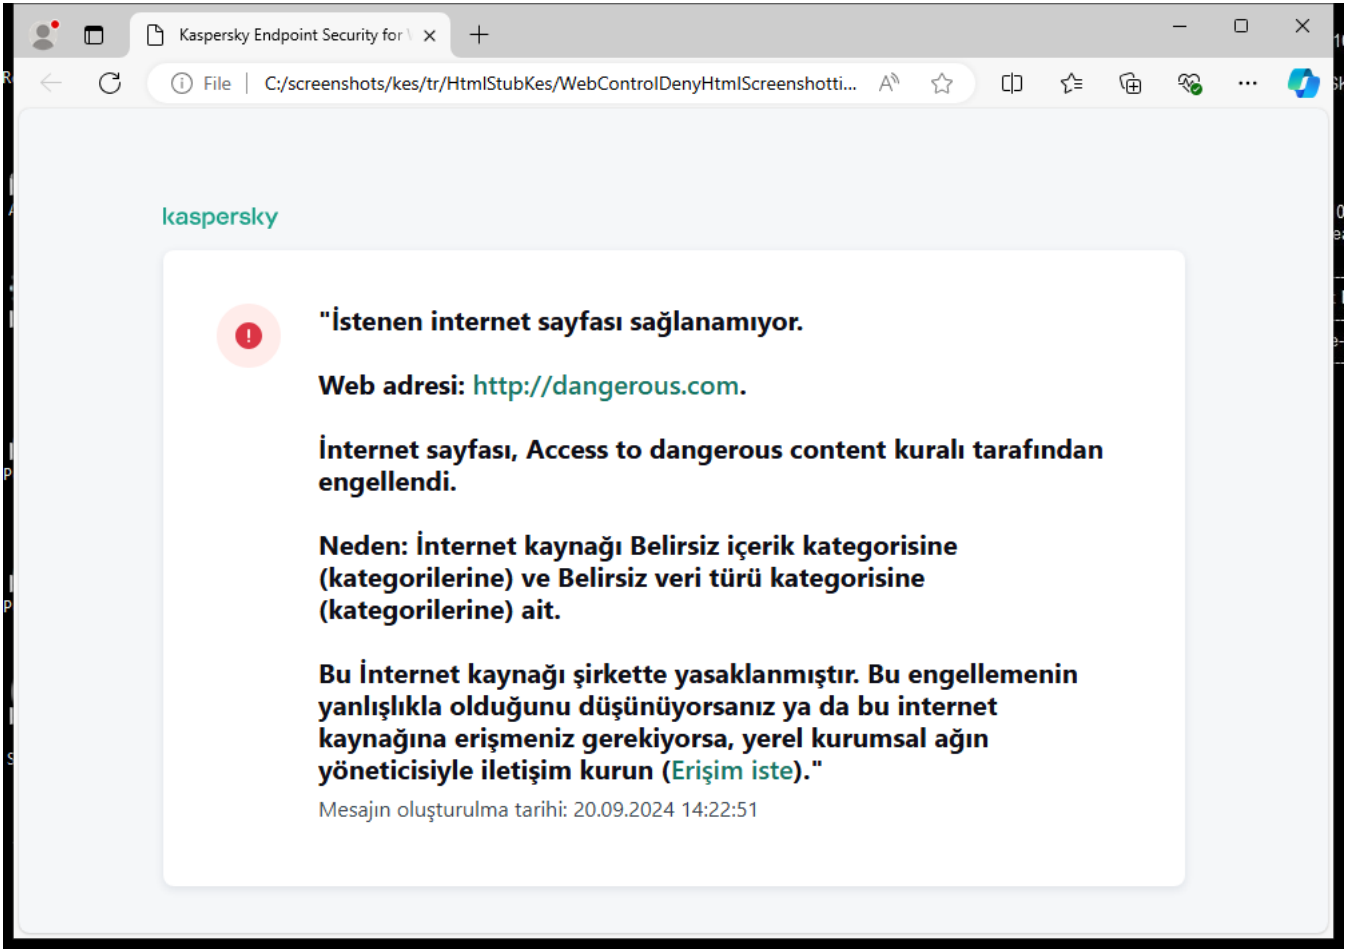 Kaspersky Endpoint Security for
File
C:/screenshots/kes/tr/HtmlStubKes/WebControlDenyHtmlScreenshotti...
kaspersky
"İstenen internet sayfası sağlanamıyor.
Web adresi: http://dangerous.com.
İnternet sayfası, Access to dangerous content kuralı tarafından
engellendi.
Neden: İnternet kaynağı Belirsiz içerik kategorisine
(kategorilerine) ve Belirsiz veri türü kategorisine
(kategorilerine) ait.
Bu İnternet kaynağı şirkette yasaklanmıştır. Bu engellemenin
yanlışlıkla olduğunu düşünüyorsanız ya da bu internet
kaynağına erişmeniz gerekiyorsa, yerel kurumsal ağın
yöneticisiyle iletişim kurun (Erişim iste)."
Mesajın oluşturulma tarihi: 20.09.2024 14:22:51